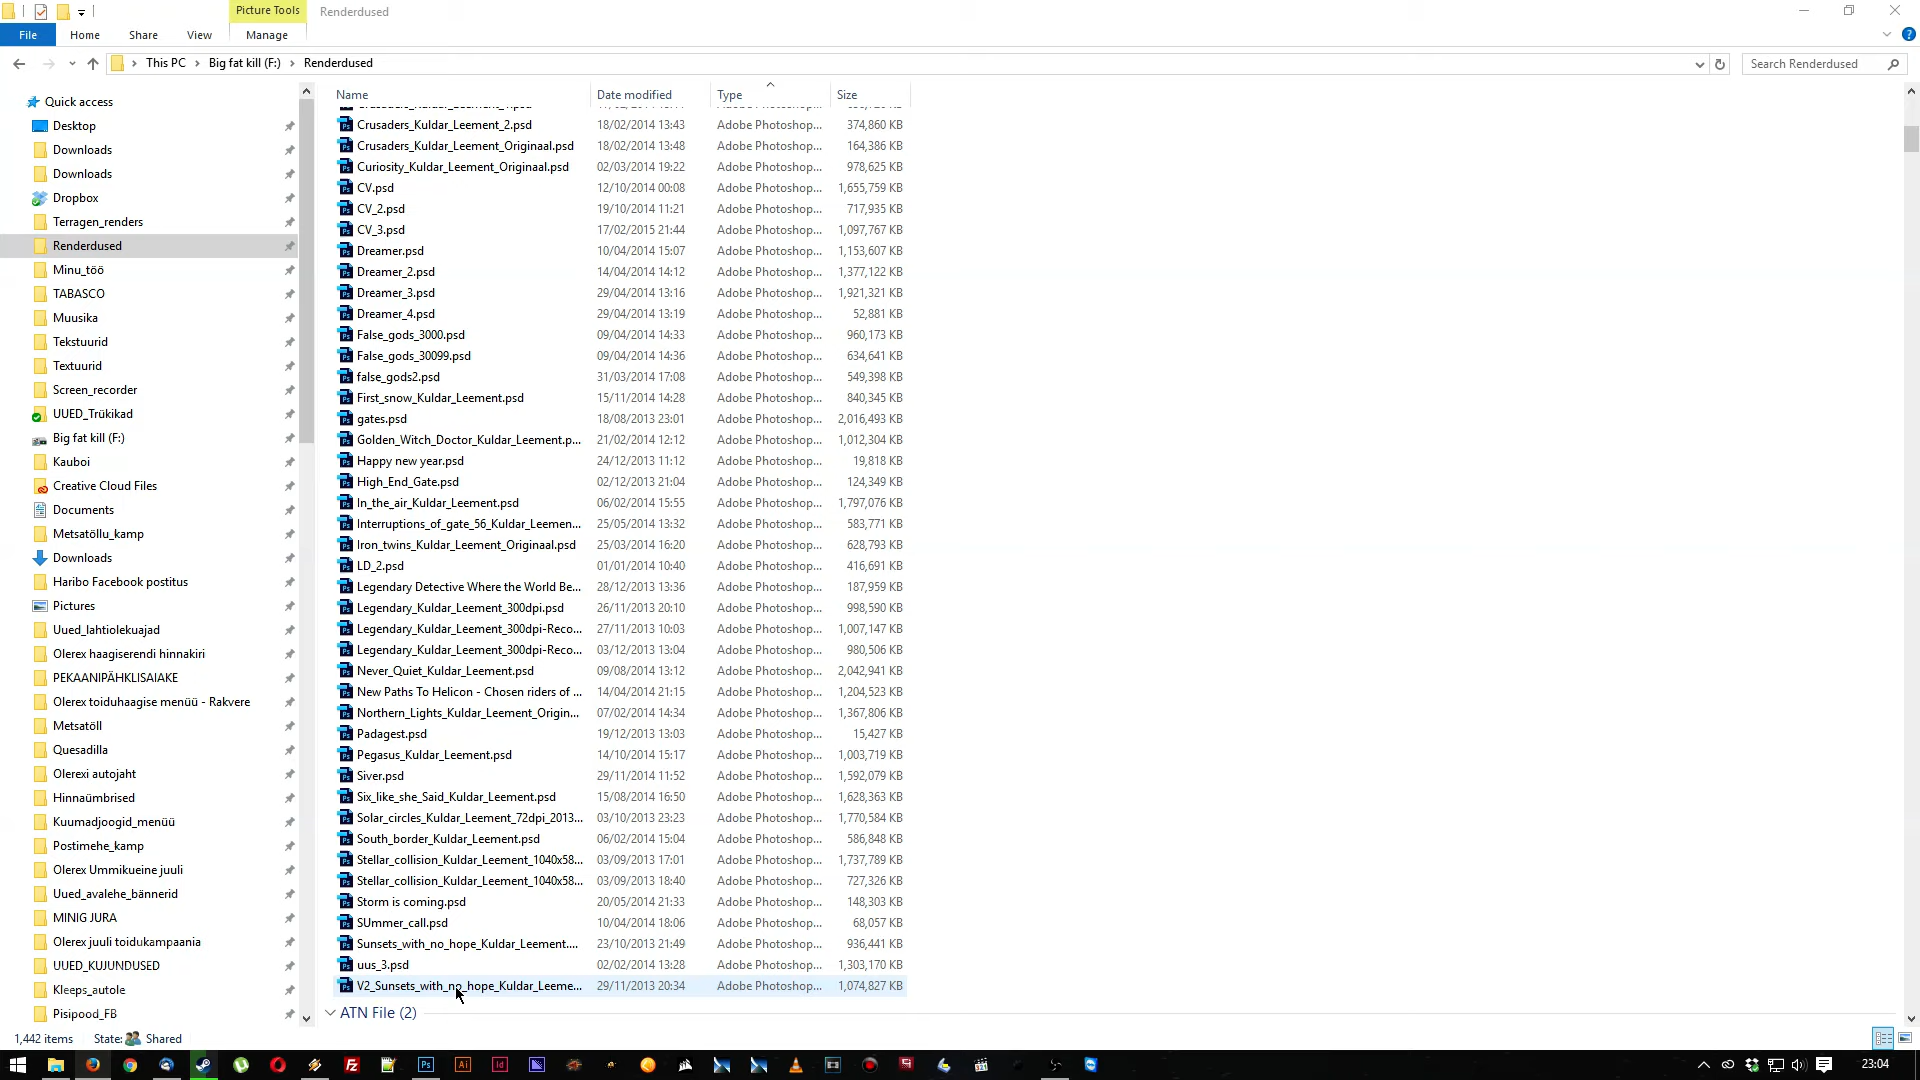 Picture Tools
Renderdused
File Home Share View Manage
This PC Big fat kill (F:) Renderdused
Search Renderdused
Quick access
Desktop
Downloads
Downloads
Dropbox
Terragen_renders
Renderdused
Minu_töö
TABASCO
Muusika
Tekstuurid
Textuurid
Screen_recorder
UUED_Trükikad
Big fat kill (F:)
Kauboi
Creative Cloud Files
Documents
Metsatöllu_kamp
Downloads
Haribo Facebook postitus
Pictures
Uued_lahtiolekuajad
Olerex haagiserendi hinnakiri
PEKAANIPÄHKLISAIAKE
Olerex toiduhaagise menüü - Rakvere
Metsatöll
Quesadilla
Olerexi autojaht
Hinnaümbrised
Kuumadjoogid_menüü
Postimehe_kamp
Olerex Ummikueine juuli
Uued_avalehe_bännerid
MINIG JURA
Olerex juuli toidukampaania
UUED_KUJUNDUSED
Kleeps_autole
Pisipood_FB
Name Date modified Type Size
Crusaders_Kuldar_Leement_2.psd 18/02/2014 13:43 Adobe Photoshop... 374,860 KB
Crusaders_Kuldar_Leement_Originaal.psd 18/02/2014 13:48 Adobe Photoshop... 164,386 KB
Curiosity_Kuldar_Leement_Originaal.psd 02/03/2014 19:22 Adobe Photoshop... 978,625 KB
CV.psd 12/10/2014 00:08 Adobe Photoshop... 1,655,759 KB
CV_2.psd 19/10/2014 11:21 Adobe Photoshop... 717,935 KB
CV_3.psd 17/02/2015 21:44 Adobe Photoshop... 1,097,767 KB
Dreamer.psd 10/04/2014 15:07 Adobe Photoshop... 1,153,607 KB
Dreamer_2.psd 14/04/2014 14:12 Adobe Photoshop... 1,377,122 KB
Dreamer_3.psd 29/04/2014 13:16 Adobe Photoshop... 1,921,321 KB
Dreamer_4.psd 29/04/2014 13:19 Adobe Photoshop... 52,881 KB
False_gods_3000.psd 09/04/2014 14:33 Adobe Photoshop... 960,173 KB
False_gods_30099.psd 09/04/2014 14:36 Adobe Photoshop... 634,641 KB
false_gods2.psd 31/03/2014 17:08 Adobe Photoshop... 549,398 KB
First_snow_Kuldar_Leement.psd 15/11/2014 14:28 Adobe Photoshop... 840,345 KB
gates.psd 18/08/2013 23:01 Adobe Photoshop... 2,016,493 KB
Golden_Witch_Doctor_Kuldar_Leement.p... 21/02/2014 12:12 Adobe Photoshop... 1,012,304 KB
Happy new year.psd 24/12/2013 11:12 Adobe Photoshop... 19,818 KB
High_End_Gate.psd 02/12/2013 21:04 Adobe Photoshop... 124,349 KB
In_the_air_Kuldar_Leement.psd 06/02/2014 15:55 Adobe Photoshop... 1,797,076 KB
Interruptions_of_gate_56_Kuldar_Leemen... 25/05/2014 13:32 Adobe Photoshop... 583,771 KB
Iron_twins_Kuldar_Leement_Originaal.psd 25/03/2014 16:20 Adobe Photoshop... 628,793 KB
LD_2.psd 01/01/2014 10:40 Adobe Photoshop... 416,691 KB
Legendary Detective Where the World Be... 28/12/2013 13:36 Adobe Photoshop... 187,959 KB
Legendary_Kuldar_Leement_300dpi.psd 26/11/2013 20:10 Adobe Photoshop... 998,590 KB
Legendary_Kuldar_Leement_300dpi-Reco... 27/11/2013 10:03 Adobe Photoshop... 1,007,147 KB
Legendary_Kuldar_Leement_300dpi-Reco... 03/12/2013 13:04 Adobe Photoshop... 980,506 KB
Never_Quiet_Kuldar_Leement.psd 09/08/2014 13:12 Adobe Photoshop... 2,042,941 KB
New Paths To Helicon - Chosen riders of ... 14/04/2014 21:15 Adobe Photoshop... 1,204,523 KB
Northern_Lights_Kuldar_Leement_Origin... 07/02/2014 14:34 Adobe Photoshop... 1,367,806 KB
Padagest.psd 19/12/2013 13:03 Adobe Photoshop... 15,427 KB
Pegasus_Kuldar_Leement.psd 14/10/2014 15:17 Adobe Photoshop... 1,003,719 KB
Siver.psd 29/11/2014 11:52 Adobe Photoshop... 1,592,079 KB
Six_like_she_Said_Kuldar_Leement.psd 15/08/2014 16:50 Adobe Photoshop... 1,628,363 KB
Solar_circles_Kuldar_Leement_72dpi_2013... 03/10/2013 23:23 Adobe Photoshop... 1,770,584 KB
South_border_Kuldar_Leement.psd 06/02/2014 15:04 Adobe Photoshop... 586,848 KB
Stellar_collision_Kuldar_Leement_1040x58... 03/09/2013 17:01 Adobe Photoshop... 1,737,789 KB
Stellar_collision_Kuldar_Leement_1040x58... 03/09/2013 18:40 Adobe Photoshop... 727,326 KB
Storm is coming.psd 20/05/2014 21:33 Adobe Photoshop... 148,303 KB
SUmmer_call.psd 10/04/2014 18:06 Adobe Photoshop... 68,057 KB
Sunsets_with_no_hope_Kuldar_Leement.... 23/10/2013 21:49 Adobe Photoshop... 936,441 KB
uus_3.psd 02/02/2014 13:28 Adobe Photoshop... 1,303,170 KB
V2_Sunsets_with_no_hope_Kuldar_Leeme... 29/11/2013 20:34 Adobe Photoshop... 1,074,827 KB
ATN File (2)
1,442 items State: Shared
23:04